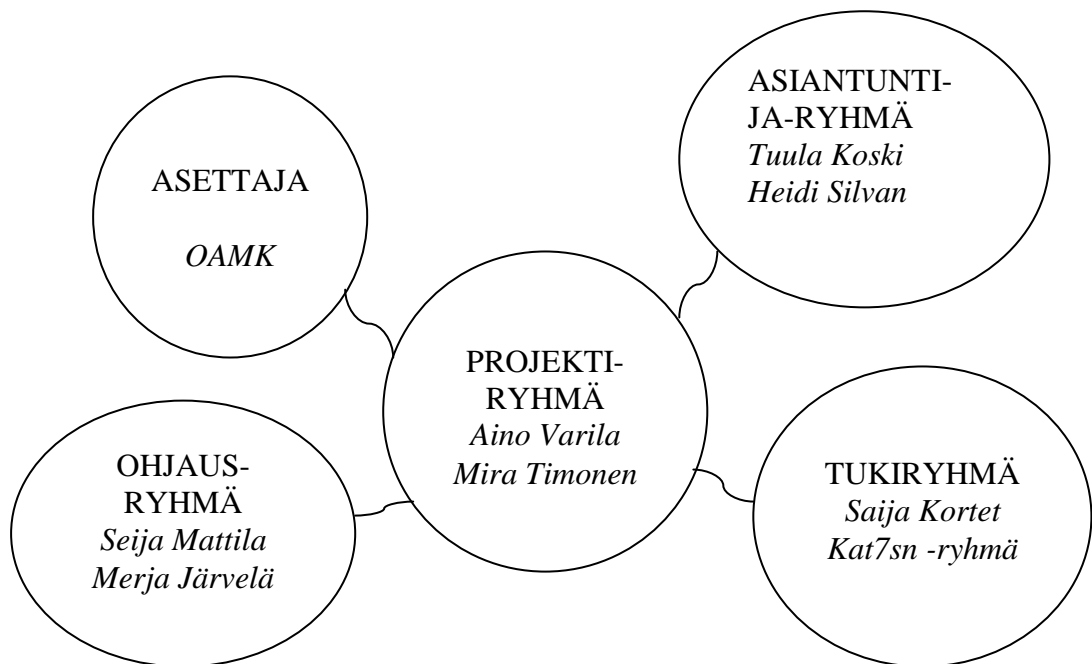 ASETTAJA
OAMK
ASIANTUNTI-
JA-RYHMÄ
Tuula Koski
Heidi Silvan
PROJEKTI-
RYHMÄ
Aino Varila
Mira Timonen
OHJAUS-
RYHMÄ
Seija Mattila
Merja Järvelä
TUKIRYHMÄ
Saija Kortet
Kat7sn -ryhmä